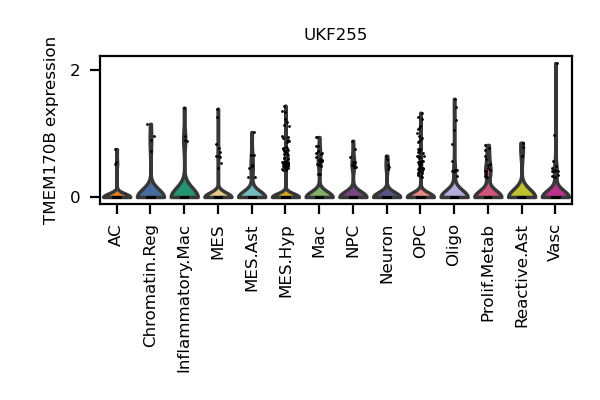 UKF255
TMEM170B expression
2
0
AC
Chromatin.Reg
Inflammatory.Mac
MES
MES.Ast
MES.Hyp
Mac
NPC
Neuron
OPC
Oligo
Prolif.Metab
Reactive.Ast
Vasc